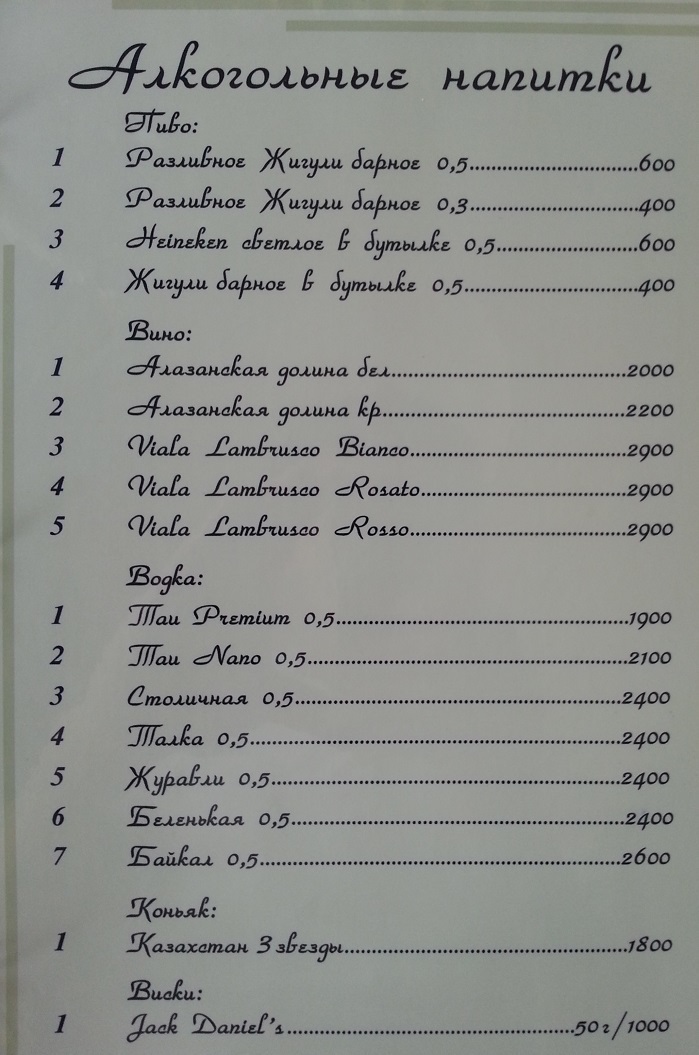 Алкогольные напитки
Пиво:
1 Разливное Жигули барное 0,5......................................600
2 Разливное Жигули барное 0,3......................................400
3 Heineken светлое в бутылке 0,5................................600
4 Жигули барное в бутылке 0,5.......................................400
Вино:
1 Алазанская долина бел.....................................................2000
2 Алазанская долина кр.......................................................2200
3 Viala Lambrusco Bianco.................................................2900
4 Viala Lambrusco Rosato...............................................2900
5 Viala Lambrusco Rosso.................................................2900
Водка:
1 Таи Premium 0,5................................................................1900
2 Таи Nano 0,5......................................................................2100
3 Столичная 0,5.......................................................................2400
4 Талка 0,5................................................................................2400
5 Журавли 0,5............................................................................2400
6 Беленькая 0,5.........................................................................2400
7 Байкал 0,5...............................................................................2600
Коньяк:
1 Казахстан 3 звезды..............................................................1800
Виски:
1 Jack Daniel's...............................................................50г/1000